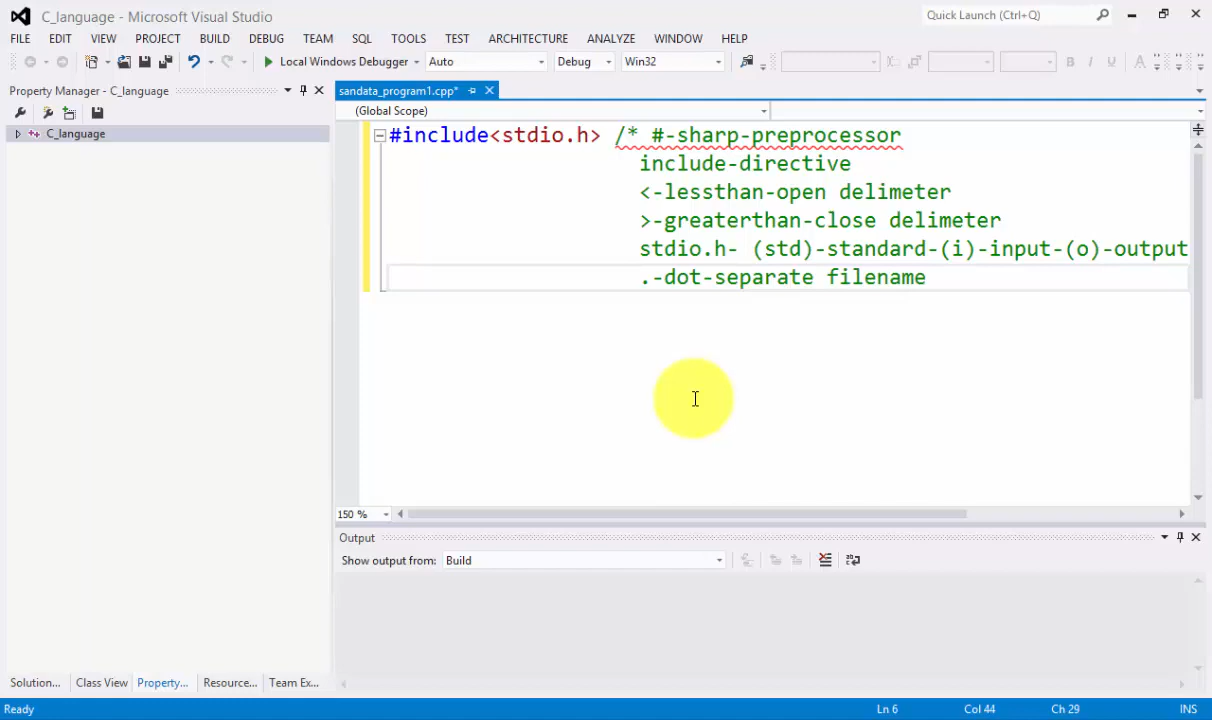 C_language - Microsoft Visual Studio
Quick Launch (Ctrl+Q)
FILE EDIT VIEW PROJECT BUILD DEBUG TEAM SQL TOOLS TEST ARCHITECTURE ANALYZE WINDOW HELP
Local Windows Debugger Auto Debug Win32
Property Manager - C_language
C_language
sandata_program1.cpp*
(Global Scope)
#include<stdio.h> /* #-sharp-preprocessor
include-directive
<-lessthan-open delimeter
>-greaterthan-close delimeter
stdio.h- (std)-standard-(i)-input-(o)-output
.-dot-separate filename
150 %
Output
Show output from: Build
Solution... Class View Property... Resource... Team Ex...
Ready Ln 6 Col 44 Ch 29 INS